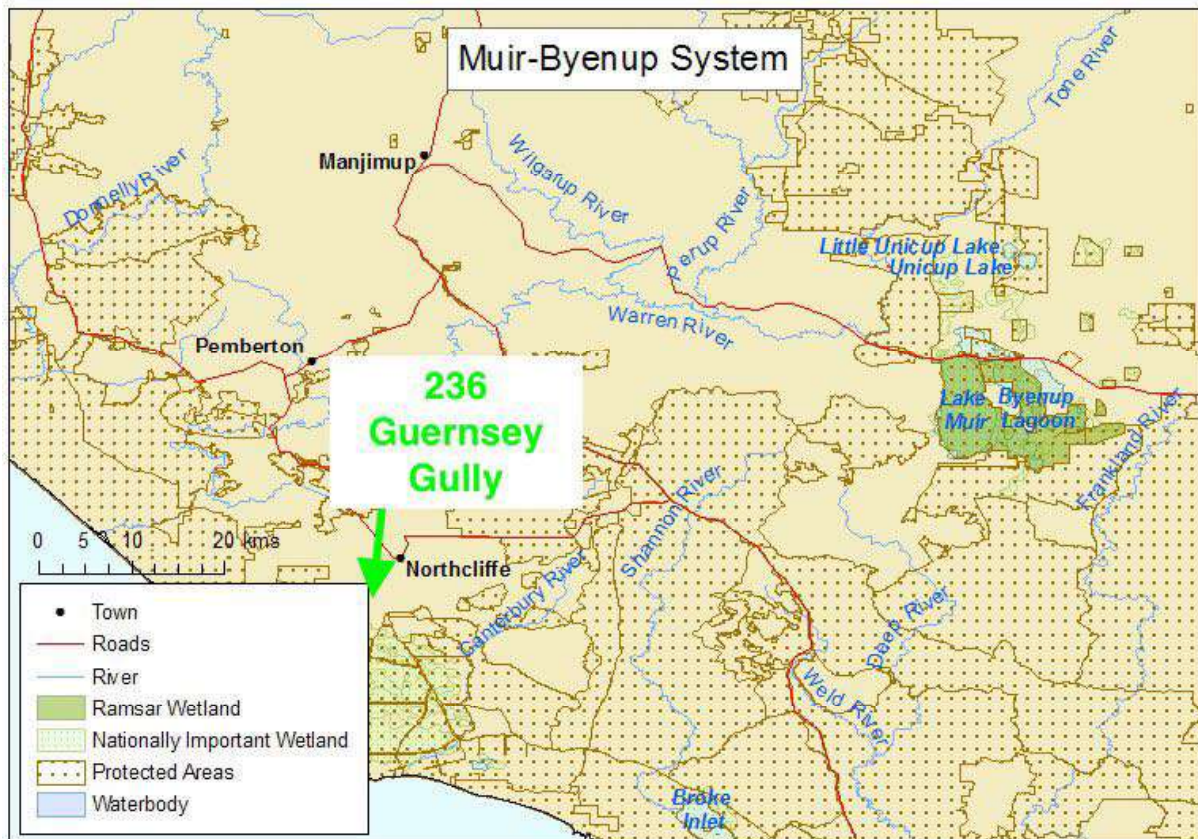 Muir-Byenup System
Tone River
Manjimup
Wilgarup River
Donnelly River
Perup River
Little Unicup Lake
Unicup Lake
Warren River
Pemberton
236
Guernsey
Gully
Lake
Muir
Byenup
Lagoon
Frankland River
Shannon River
0 5 10 20 kms
Northcliffe
Canterbury River
Deep River
Weld River
Broke
Inlet
Town
Roads
River
Ramsar Wetland
Nationally Important Wetland
Protected Areas
Waterbody